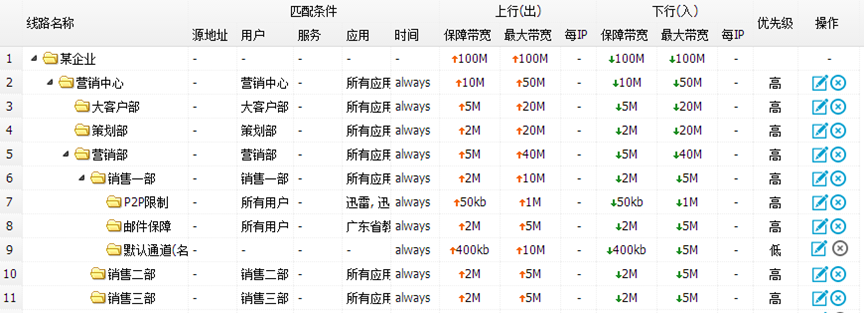 线路名称 匹配条件 上行(出) 下行(入) 优先级 操作
源地址 用户 服务 应用 时间 保障带宽 最大带宽 每IP 保障带宽 最大带宽 每IP
1 某企业 - - - - - ↑100M ↑100M - ↓100M ↓100M - -
2 营销中心 - 营销中心 - 所有应用 always ↑10M ↑50M - ↓10M ↓50M - 高
3 大客户部 - 大客户部 - 所有应用 always ↑5M ↑20M - ↓5M ↓20M - 高
4 策划部 - 策划部 - 所有应用 always ↑2M ↑20M - ↓2M ↓20M - 高
5 营销部 - 营销部 - 所有应用 always ↑5M ↑40M - ↓5M ↓40M - 高
6 销售一部 - 销售一部 - 所有应用 always ↑2M ↑10M - ↓2M ↓5M - 高
7 P2P限制 - 所有用户 - 迅雷, 迅 always ↑50kb ↑1M - ↓50kb ↓1M - 高
8 邮件保障 - 所有用户 - 广东省教 always ↑2M ↑5M - ↓2M ↓5M - 高
9 默认通道(名 - - - - always ↑400kb ↑10M - ↓400kb ↓5M - 低
10 销售二部 - 销售二部 - 所有应用 always ↑2M ↑5M - ↓2M ↓5M - 高
11 销售三部 - 销售三部 - 所有应用 always ↑2M ↑5M - ↓2M ↓5M - 高